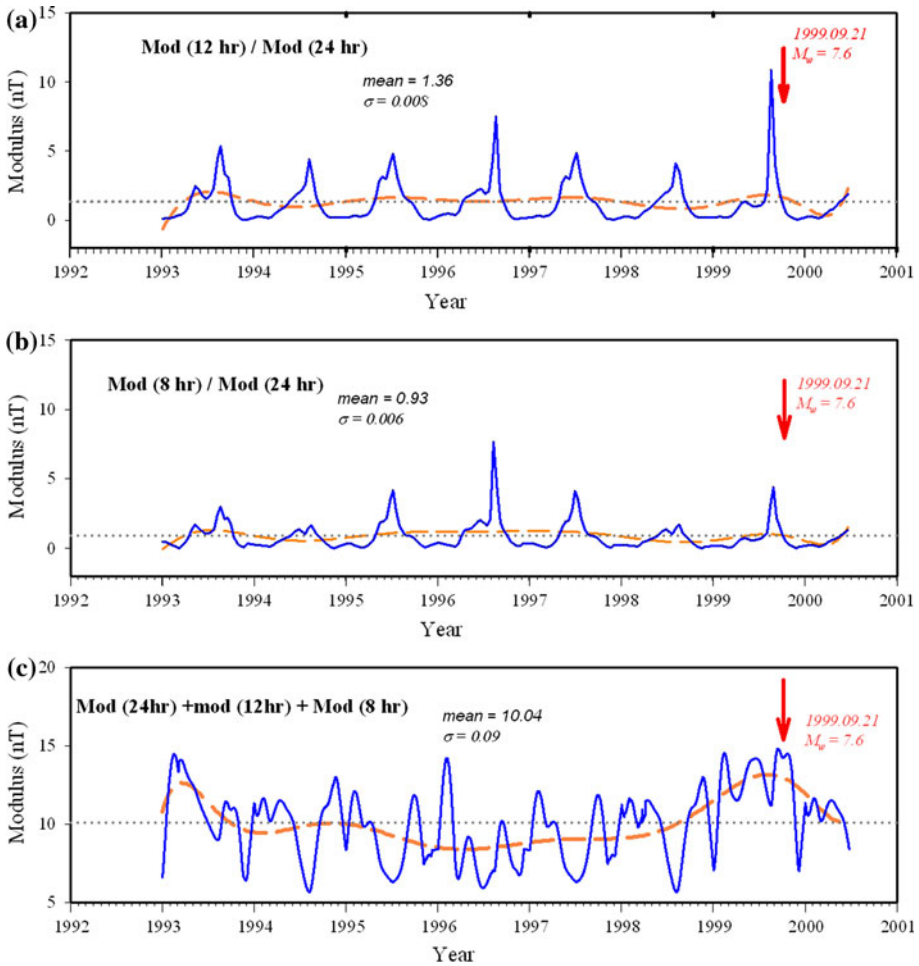 (a)
15
10
5
0
Modulus (nT)
Mod (12 hr) / Mod (24 hr)
mean = 1.36
σ = 0.008
1999.09.21
Mw = 7.6
1992 1993 1994 1995 1996 1997 1998 1999 2000 2001
Year
(b)
15
10
5
0
Modulus (nT)
Mod (8 hr) / Mod (24 hr)
mean = 0.93
σ = 0.006
1999.09.21
Mw = 7.6
1992 1993 1994 1995 1996 1997 1998 1999 2000 2001
Year
(c)
20
15
10
5
Modulus (nT)
Mod (24hr) +mod (12hr) + Mod (8 hr)
mean = 10.04
σ = 0.09
1999.09.21
Mw = 7.6
1992 1993 1994 1995 1996 1997 1998 1999 2000 2001
Year